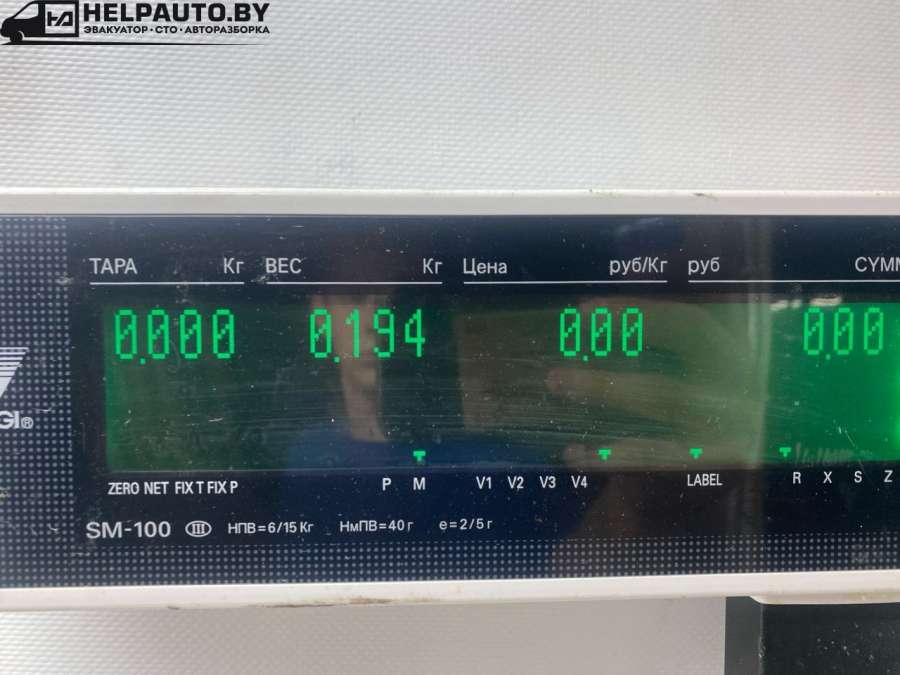 HELPAUTO.BY
ЭВАКУАТОР · СТО · АВТОРАЗБОРКА
ТАРА Кг ВЕС Кг Цена руб/Кг руб СУММ
0.000 0.194 0.00 0.00
GI®
ZERO NET FIX T FIX P P M V1 V2 V3 V4 LABEL R X S Z
SM-100 III НПВ=6/15 Кг НмПВ=40 г e=2/5 г